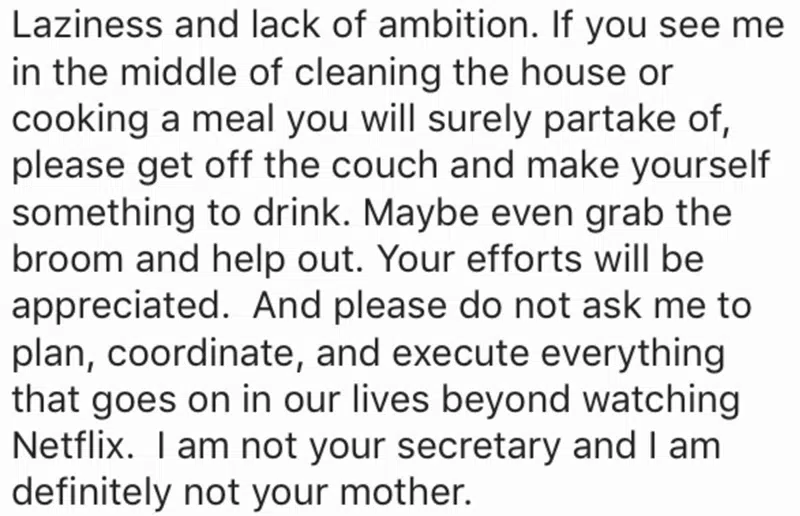 Laziness and lack of ambition. If you see me
in the middle of cleaning the house or
cooking a meal you will surely partake of,
please get off the couch and make yourself
something to drink. Maybe even grab the
broom and help out. Your efforts will be
appreciated.  And please do not ask me to
plan, coordinate, and execute everything
that goes on in our lives beyond watching
Netflix.  I am not your secretary and I am
definitely not your mother.